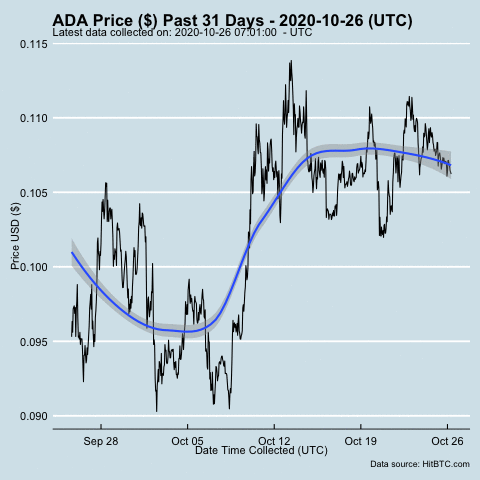 ADA Price ($) Past 31 Days - 2020-10-26 (UTC)
Latest data collected on: 2020-10-26 07:01:00  - UTC
0.115
0.110
0.105
0.100
0.095
0.090
Price USD ($)
Sep 28
Oct 05
Oct 12
Oct 19
Oct 26
Date Time Collected (UTC)
Data source: HitBTC.com